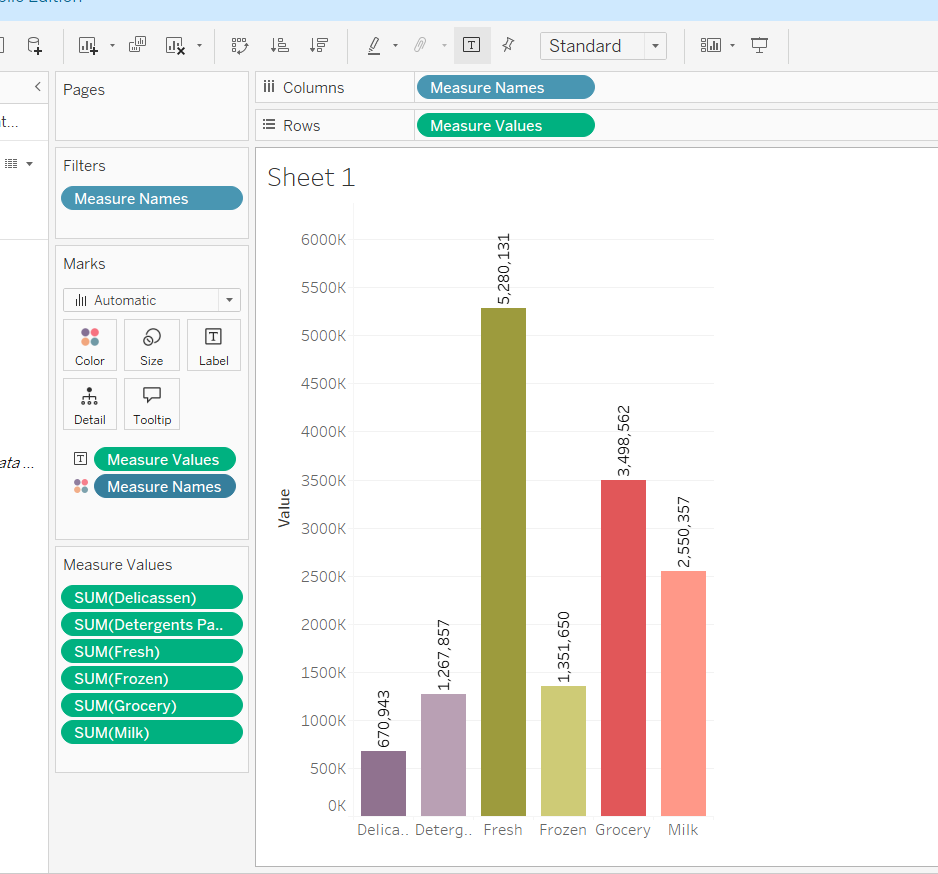 Standard
t...
ata ...
Pages
Filters
Measure Names
Marks
Automatic
Color
Size
Label
Detail
Tooltip
Measure Values
Measure Names
Measure Values
SUM(Delicassen)
SUM(Detergents Pa..
SUM(Fresh)
SUM(Frozen)
SUM(Grocery)
SUM(Milk)
Columns
Measure Names
Rows
Measure Values
Sheet 1
Value
6000K
5500K
5000K
4500K
4000K
3500K
3000K
2500K
2000K
1500K
1000K
500K
0K
670,943
1,267,857
5,280,131
1,351,650
3,498,562
2,550,357
Delica..
Deterg..
Fresh
Frozen
Grocery
Milk